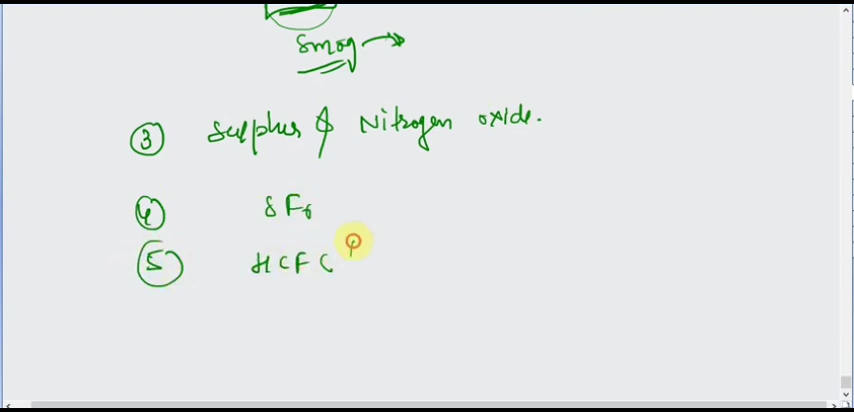 Smog →
③ Sulphur & Nitrogen oxide.
④ SF₆
⑤ HCFC